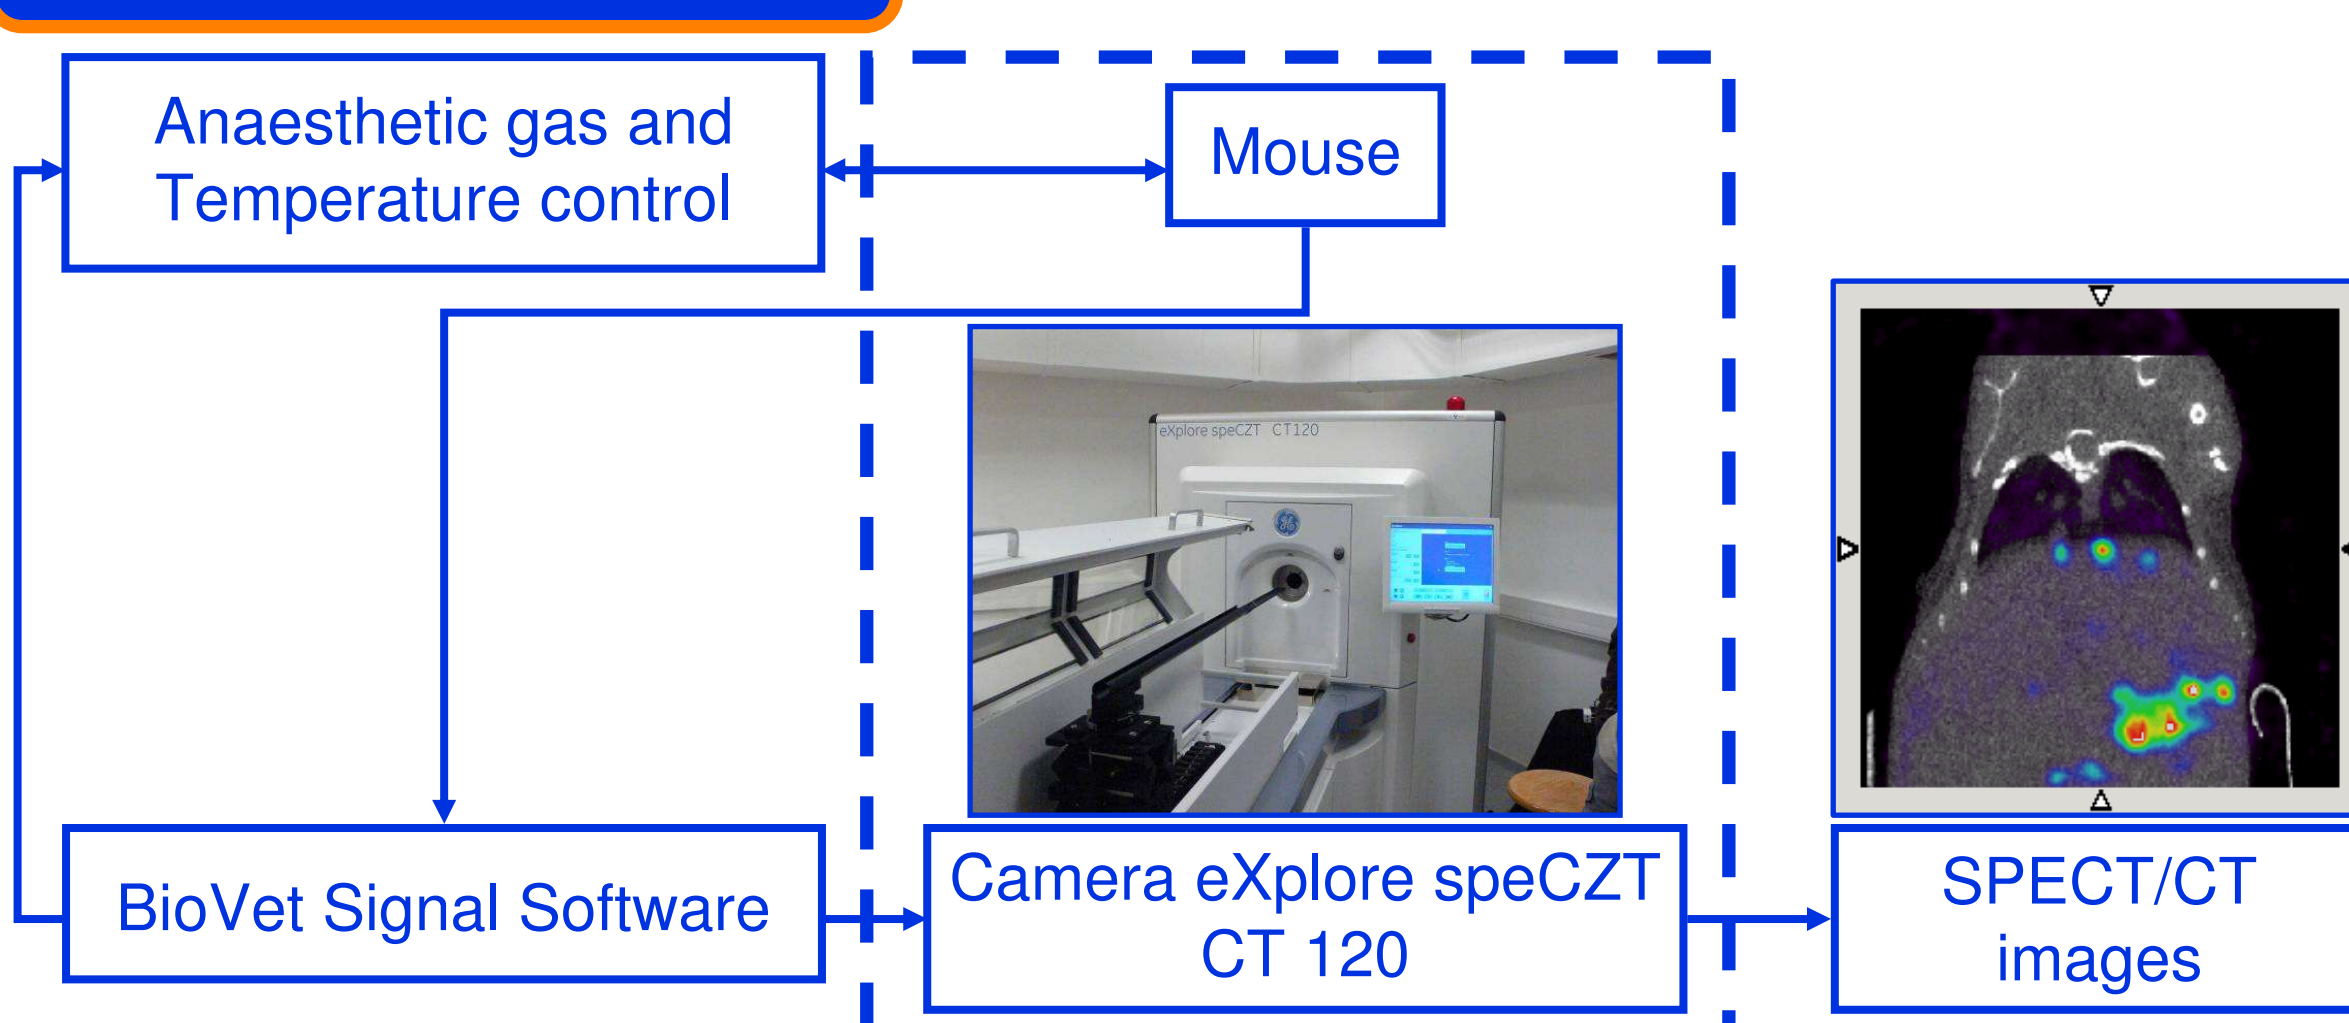 Anaesthetic gas and
Temperature control
Mouse
eXplore speCZT CT120
BioVet Signal Software
Camera eXplore speCZT
CT 120
SPECT/CT
images